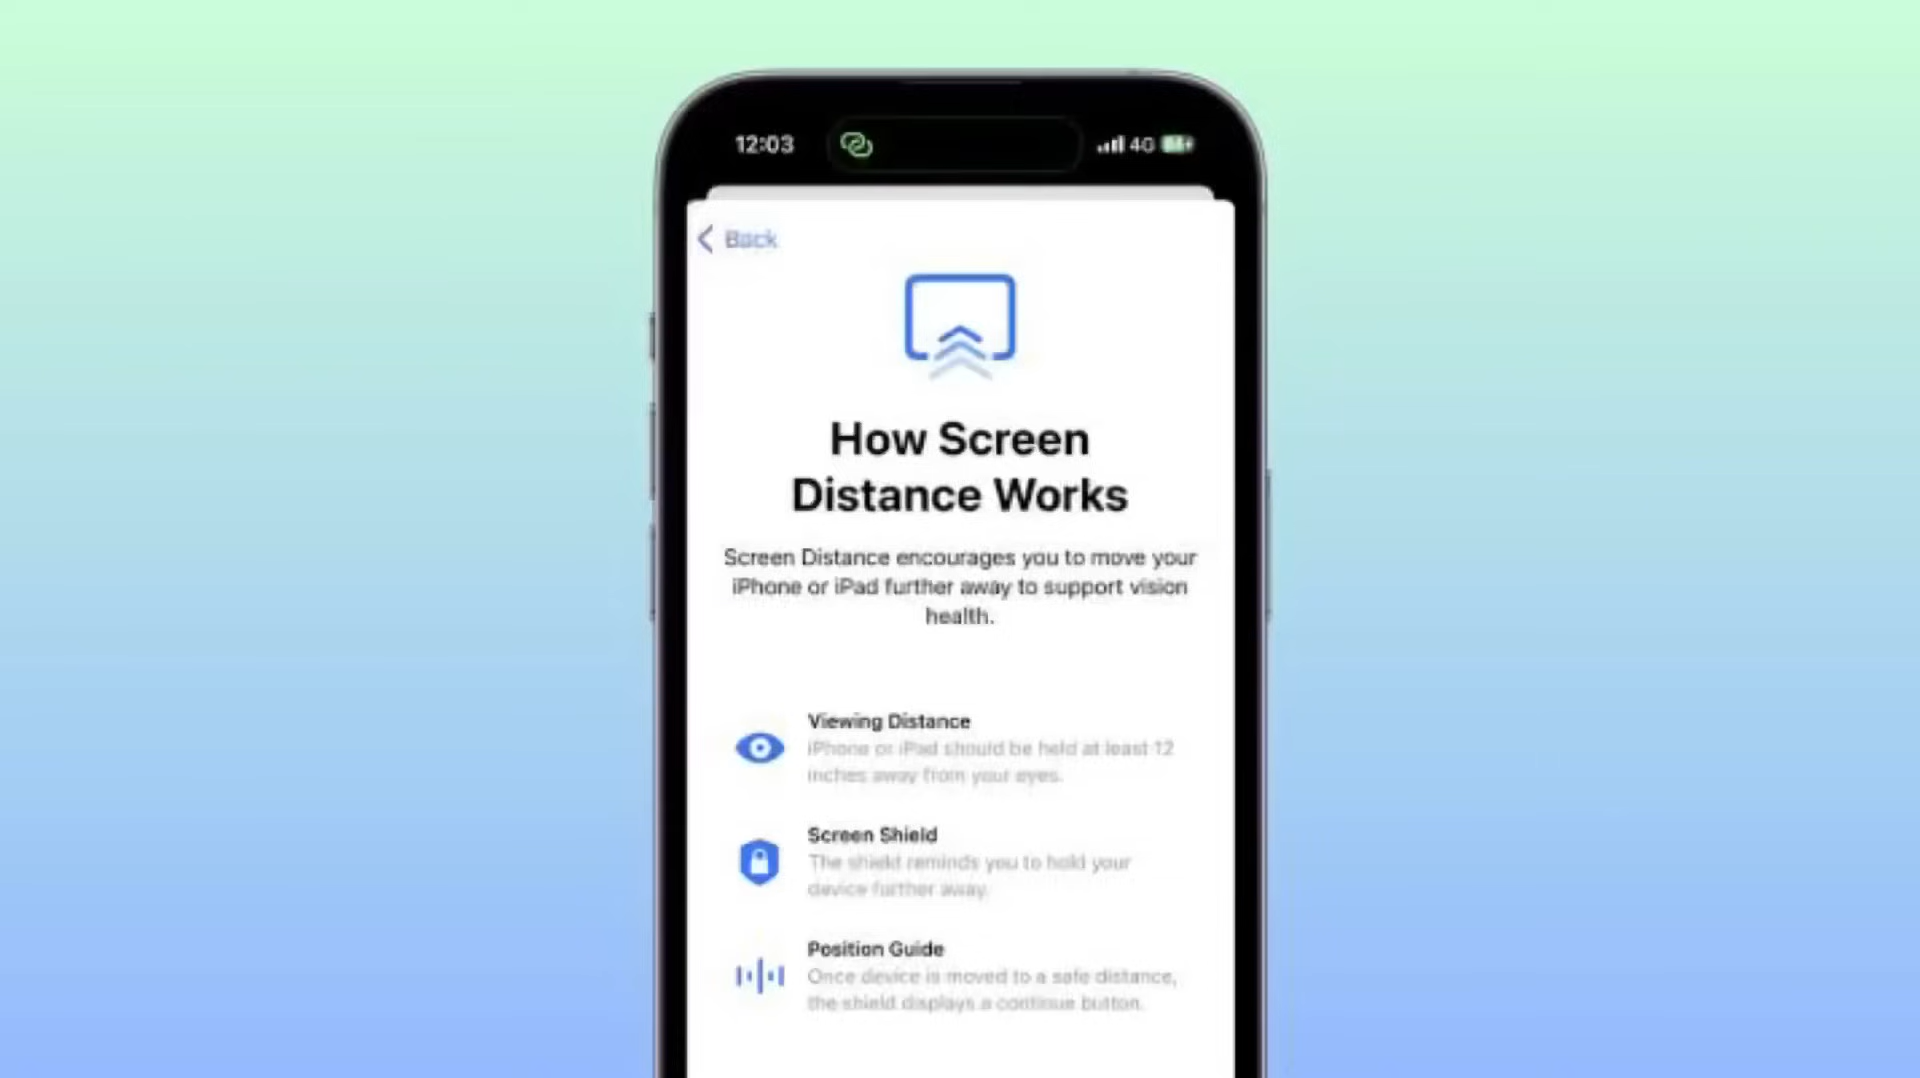 12:03
4G
Back
How Screen
Distance Works
Screen Distance encourages you to move your
iPhone or iPad further away to support vision
health.
Viewing Distance
iPhone or iPad should be held at least 12
inches away from your eyes.
Screen Shield
The shield reminds you to hold your
device further away.
Position Guide
Once device is moved to a safe distance,
the shield displays a continue button.